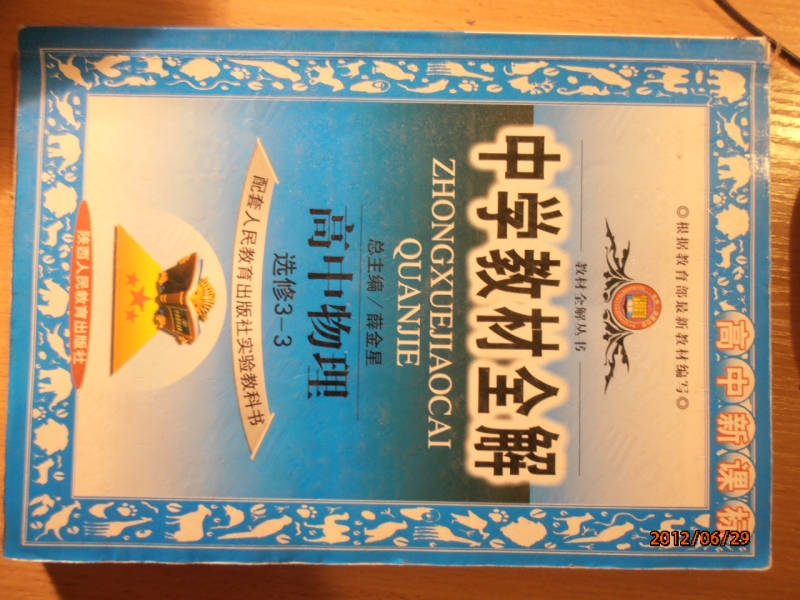 高中新课标
◎根据教育部最新教材编写◎
教材全解丛书
中学教材全解
ZHONGXUEJIAOCAI
QUANJIE
总主编/薛金星
高中物理
选修3-3
配套人民教育出版社实验教科书
陕西人民教育出版社
2012/06/29